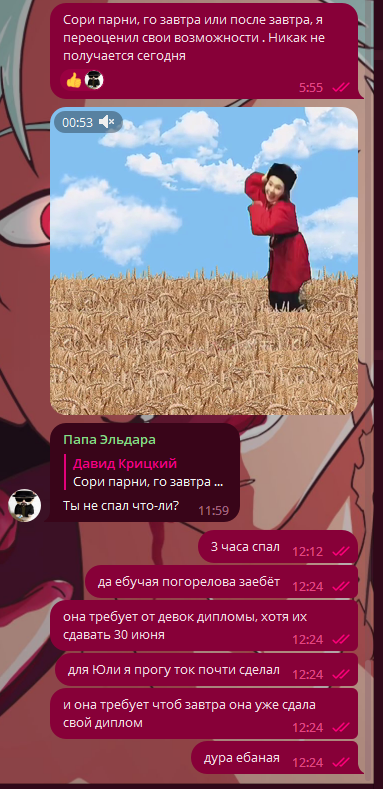 Сори парни, го завтра или после завтра, я
переоценил свои возможности . Никак не
получается сегодня
5:55
00:53
Папа Эльдара
Давид Крицкий
Сори парни, го завтра ...
Ты не спал что-ли?
11:59
3 часа спал
12:12
да ебучая погорелова заебёт
12:24
она требует от девок дипломы, хотя их
сдавать 30 июня
12:24
для Юли я прогу ток почти сделал
12:24
и она требует чтоб завтра она уже сдала
свой диплом
12:24
дура ебаная
12:24